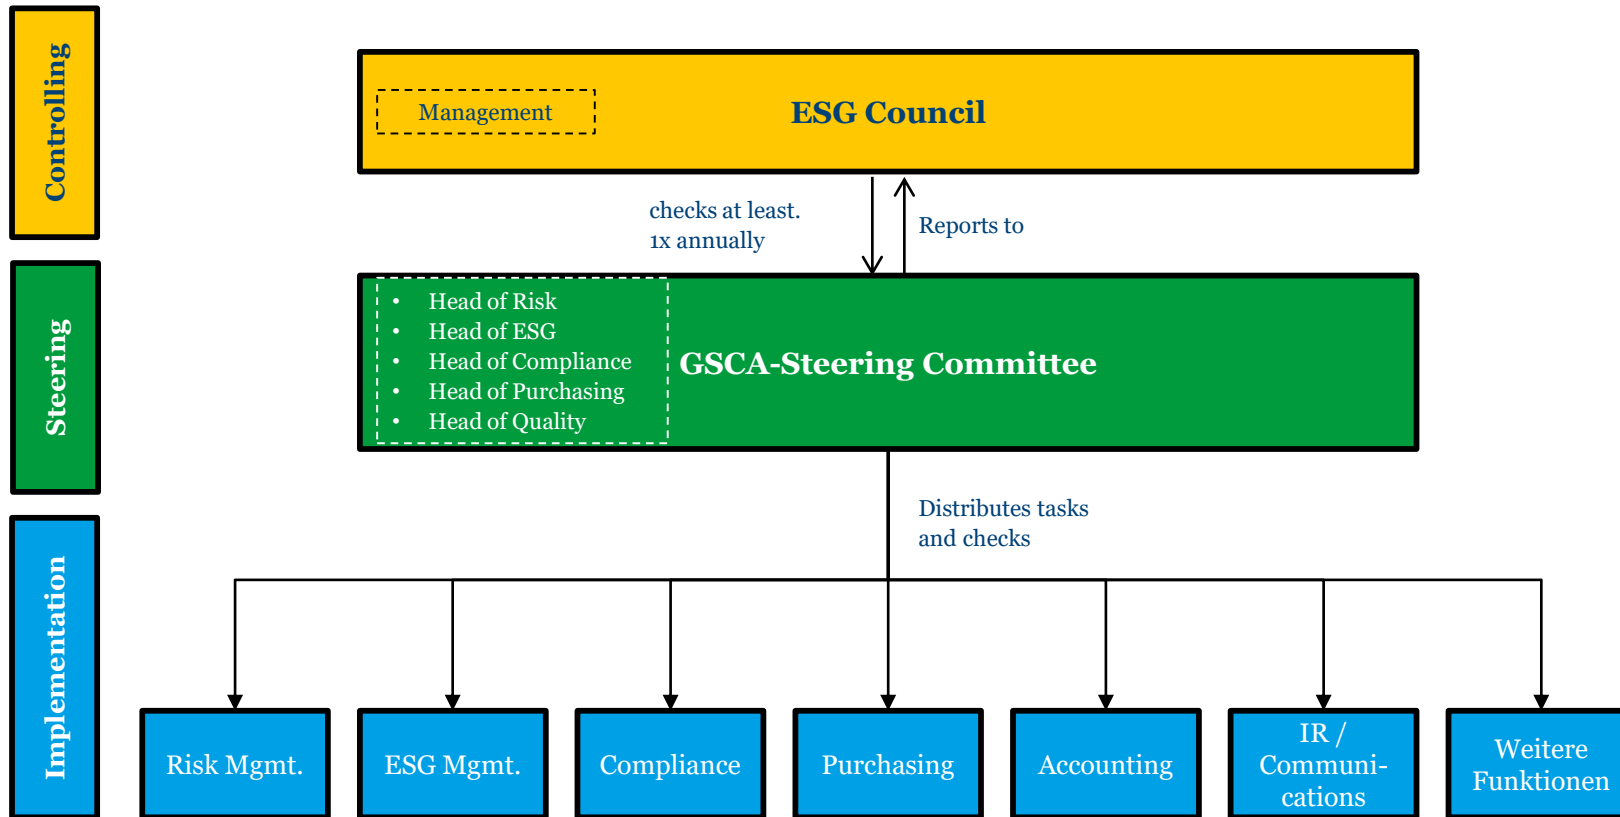 Controlling
Management
ESG Council
checks at least.
1x annually
Reports to
Steering
• Head of Risk
• Head of ESG
• Head of Compliance
• Head of Purchasing
• Head of Quality
GSCA-Steering Committee
Distributes tasks
and checks
Implementation
Risk Mgmt.
ESG Mgmt.
Compliance
Purchasing
Accounting
IR /
Communi-
cations
Weitere
Funktionen